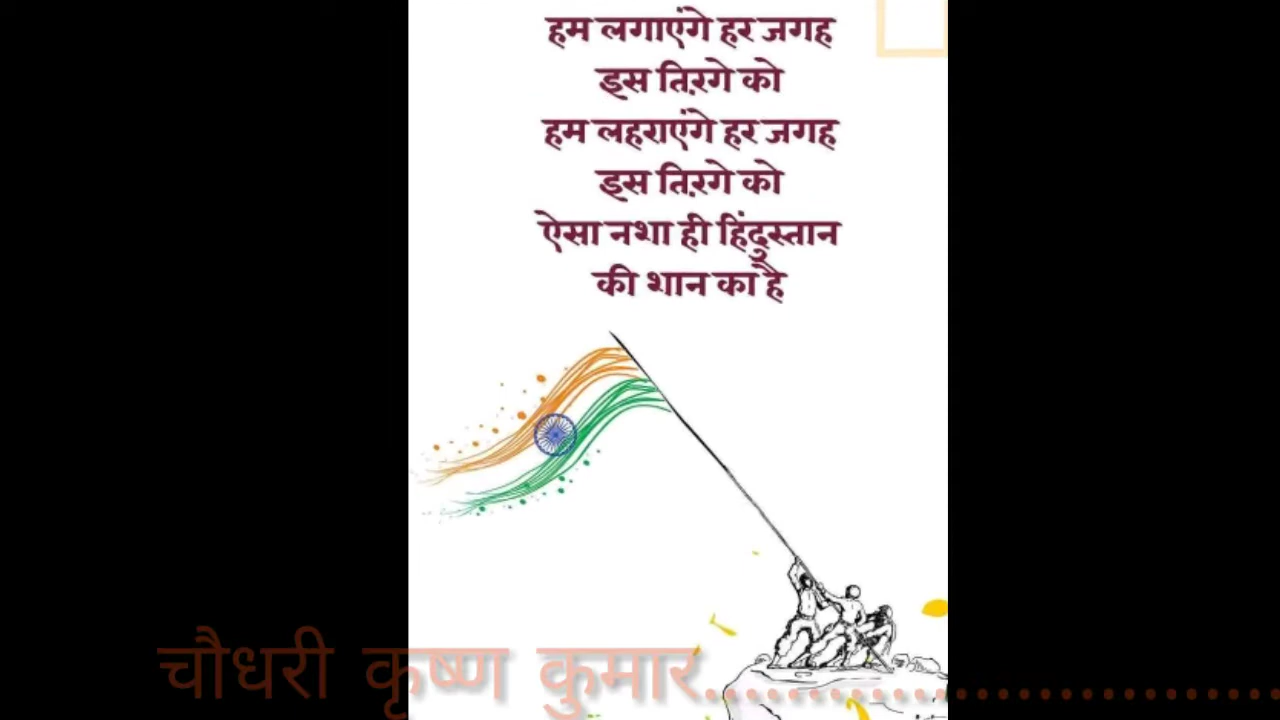 हम लगाएंगे हर जगह
इस तिरंगे को
हम लहराएंगे हर जगह
इस तिरंगे को
ऐसा नशा ही हिंदुस्तान
की शान का है
चौधरी कृष्ण कुमार..............................